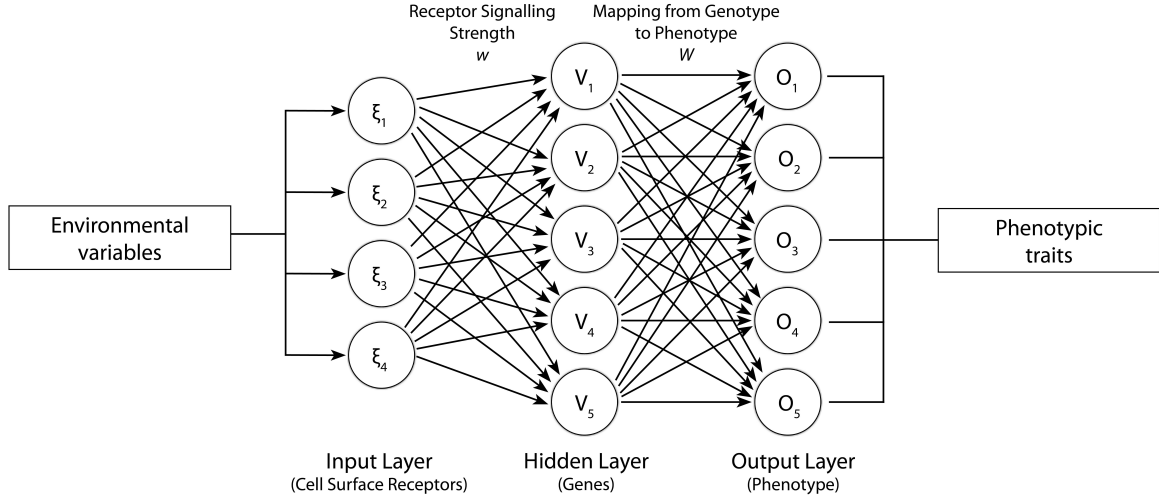 Receptor Signalling
Strength
w
Mapping from Genotype
to Phenotype
W
Environmental
variables
ξ1
ξ2
ξ3
ξ4
V1
V2
V3
V4
V5
O1
O2
O3
O4
O5
Phenotypic
traits
Input Layer
(Cell Surface Receptors)
Hidden Layer
(Genes)
Output Layer
(Phenotype)